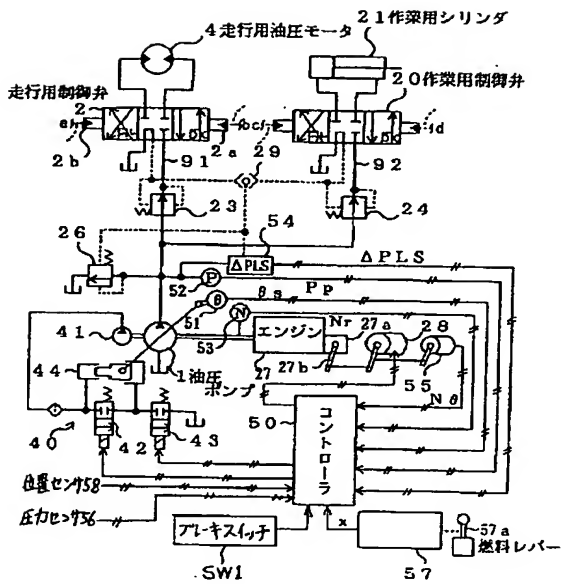 4走行用油圧モータ
21作業用シリンダ
走行用制御弁
20作業用制御弁
2
2b
2a
29
91
92
23
24
54
26
ΔPLS
ΔPLS
P
52
Pp
θ
θs
51
N
53
41
エンジン
Nr
27a
28
44
1油圧
ポンプ
27
27b
55
Nθ
50
コントローラ
40
42
43
位置センサ58
圧力センサ56
ブレーキスイッチ
SW1
x
57
57a
燃料レバー